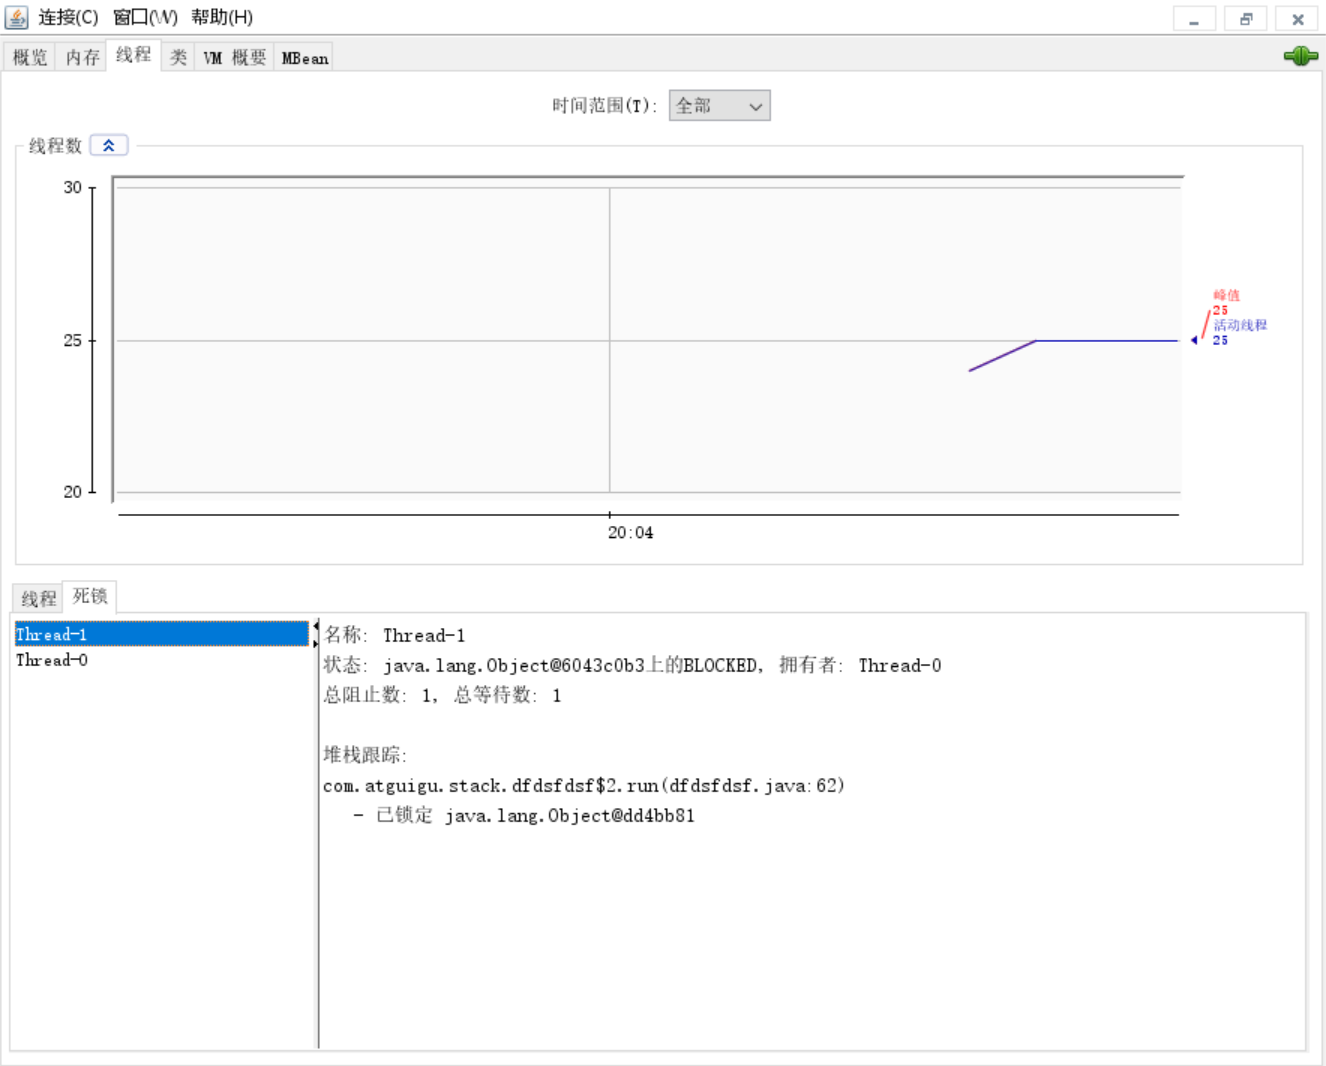 连接(C) 窗口(W) 帮助(H)
概览 内存 线程 类 VM 概要 MBean
时间范围(T): 全部
线程数
30
25
20
20:04
峰值
25
活动线程
25
线程 死锁
Thread-1
Thread-0
名称: Thread-1
状态: java.lang.Object@6043c0b3上的BLOCKED, 拥有者: Thread-0
总阻止数: 1, 总等待数: 1
堆栈跟踪:
com.atguigu.stack.dfdsfdsf$2.run(dfdsfdsf.java:62)
- 已锁定 java.lang.Object@dd4bb81